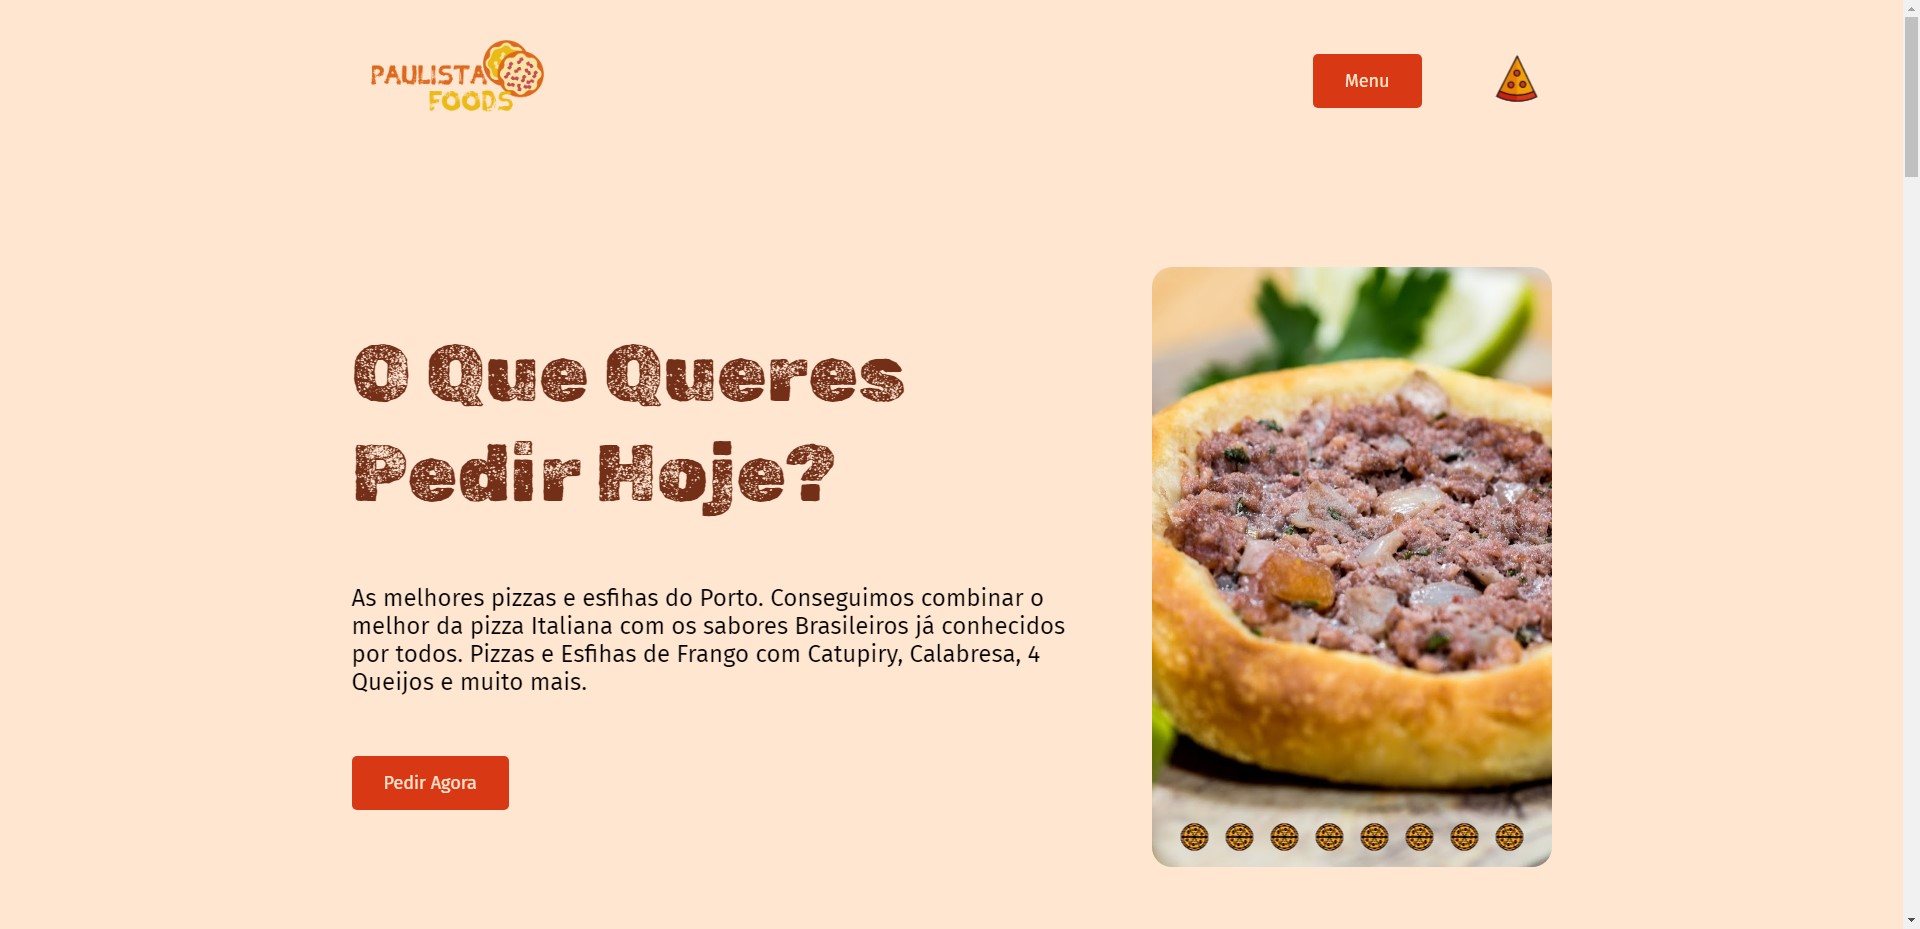 PAULISTA
FOODS
Menu
O Que Queres
Pedir Hoje?
As melhores pizzas e esfihas do Porto. Conseguimos combinar o
melhor da pizza Italiana com os sabores Brasileiros já conhecidos
por todos. Pizzas e Esfihas de Frango com Catupiry, Calabresa, 4
Queijos e muito mais.
Pedir Agora